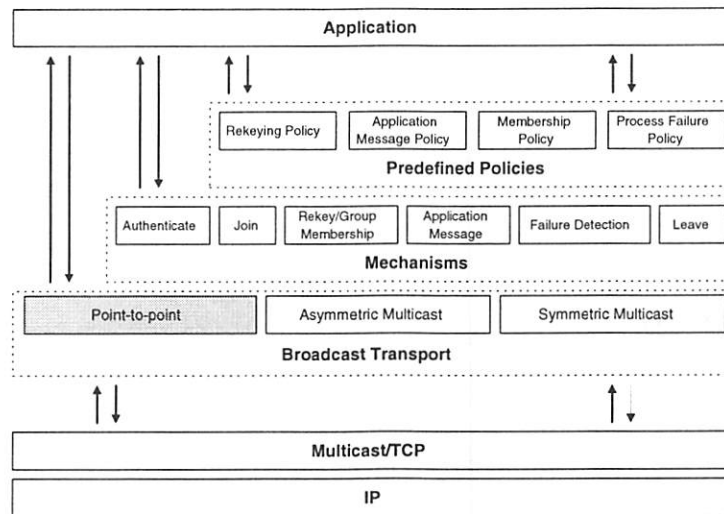 Application
Rekeying Policy
Application
Message Policy
Membership
Policy
Process Failure
Policy
Predefined Policies
Authenticate
Join
Rekey/Group
Membership
Application
Message
Failure Detection
Leave
Mechanisms
Point-to-point
Asymmetric Multicast
Symmetric Multicast
Broadcast Transport
Multicast/TCP
IP